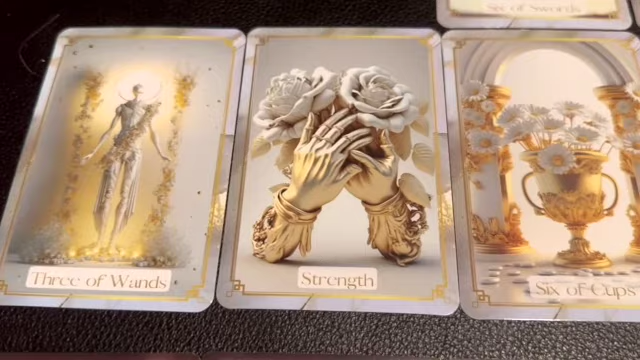 Six of Swords
Three of Wands
Strength
Six of Cups